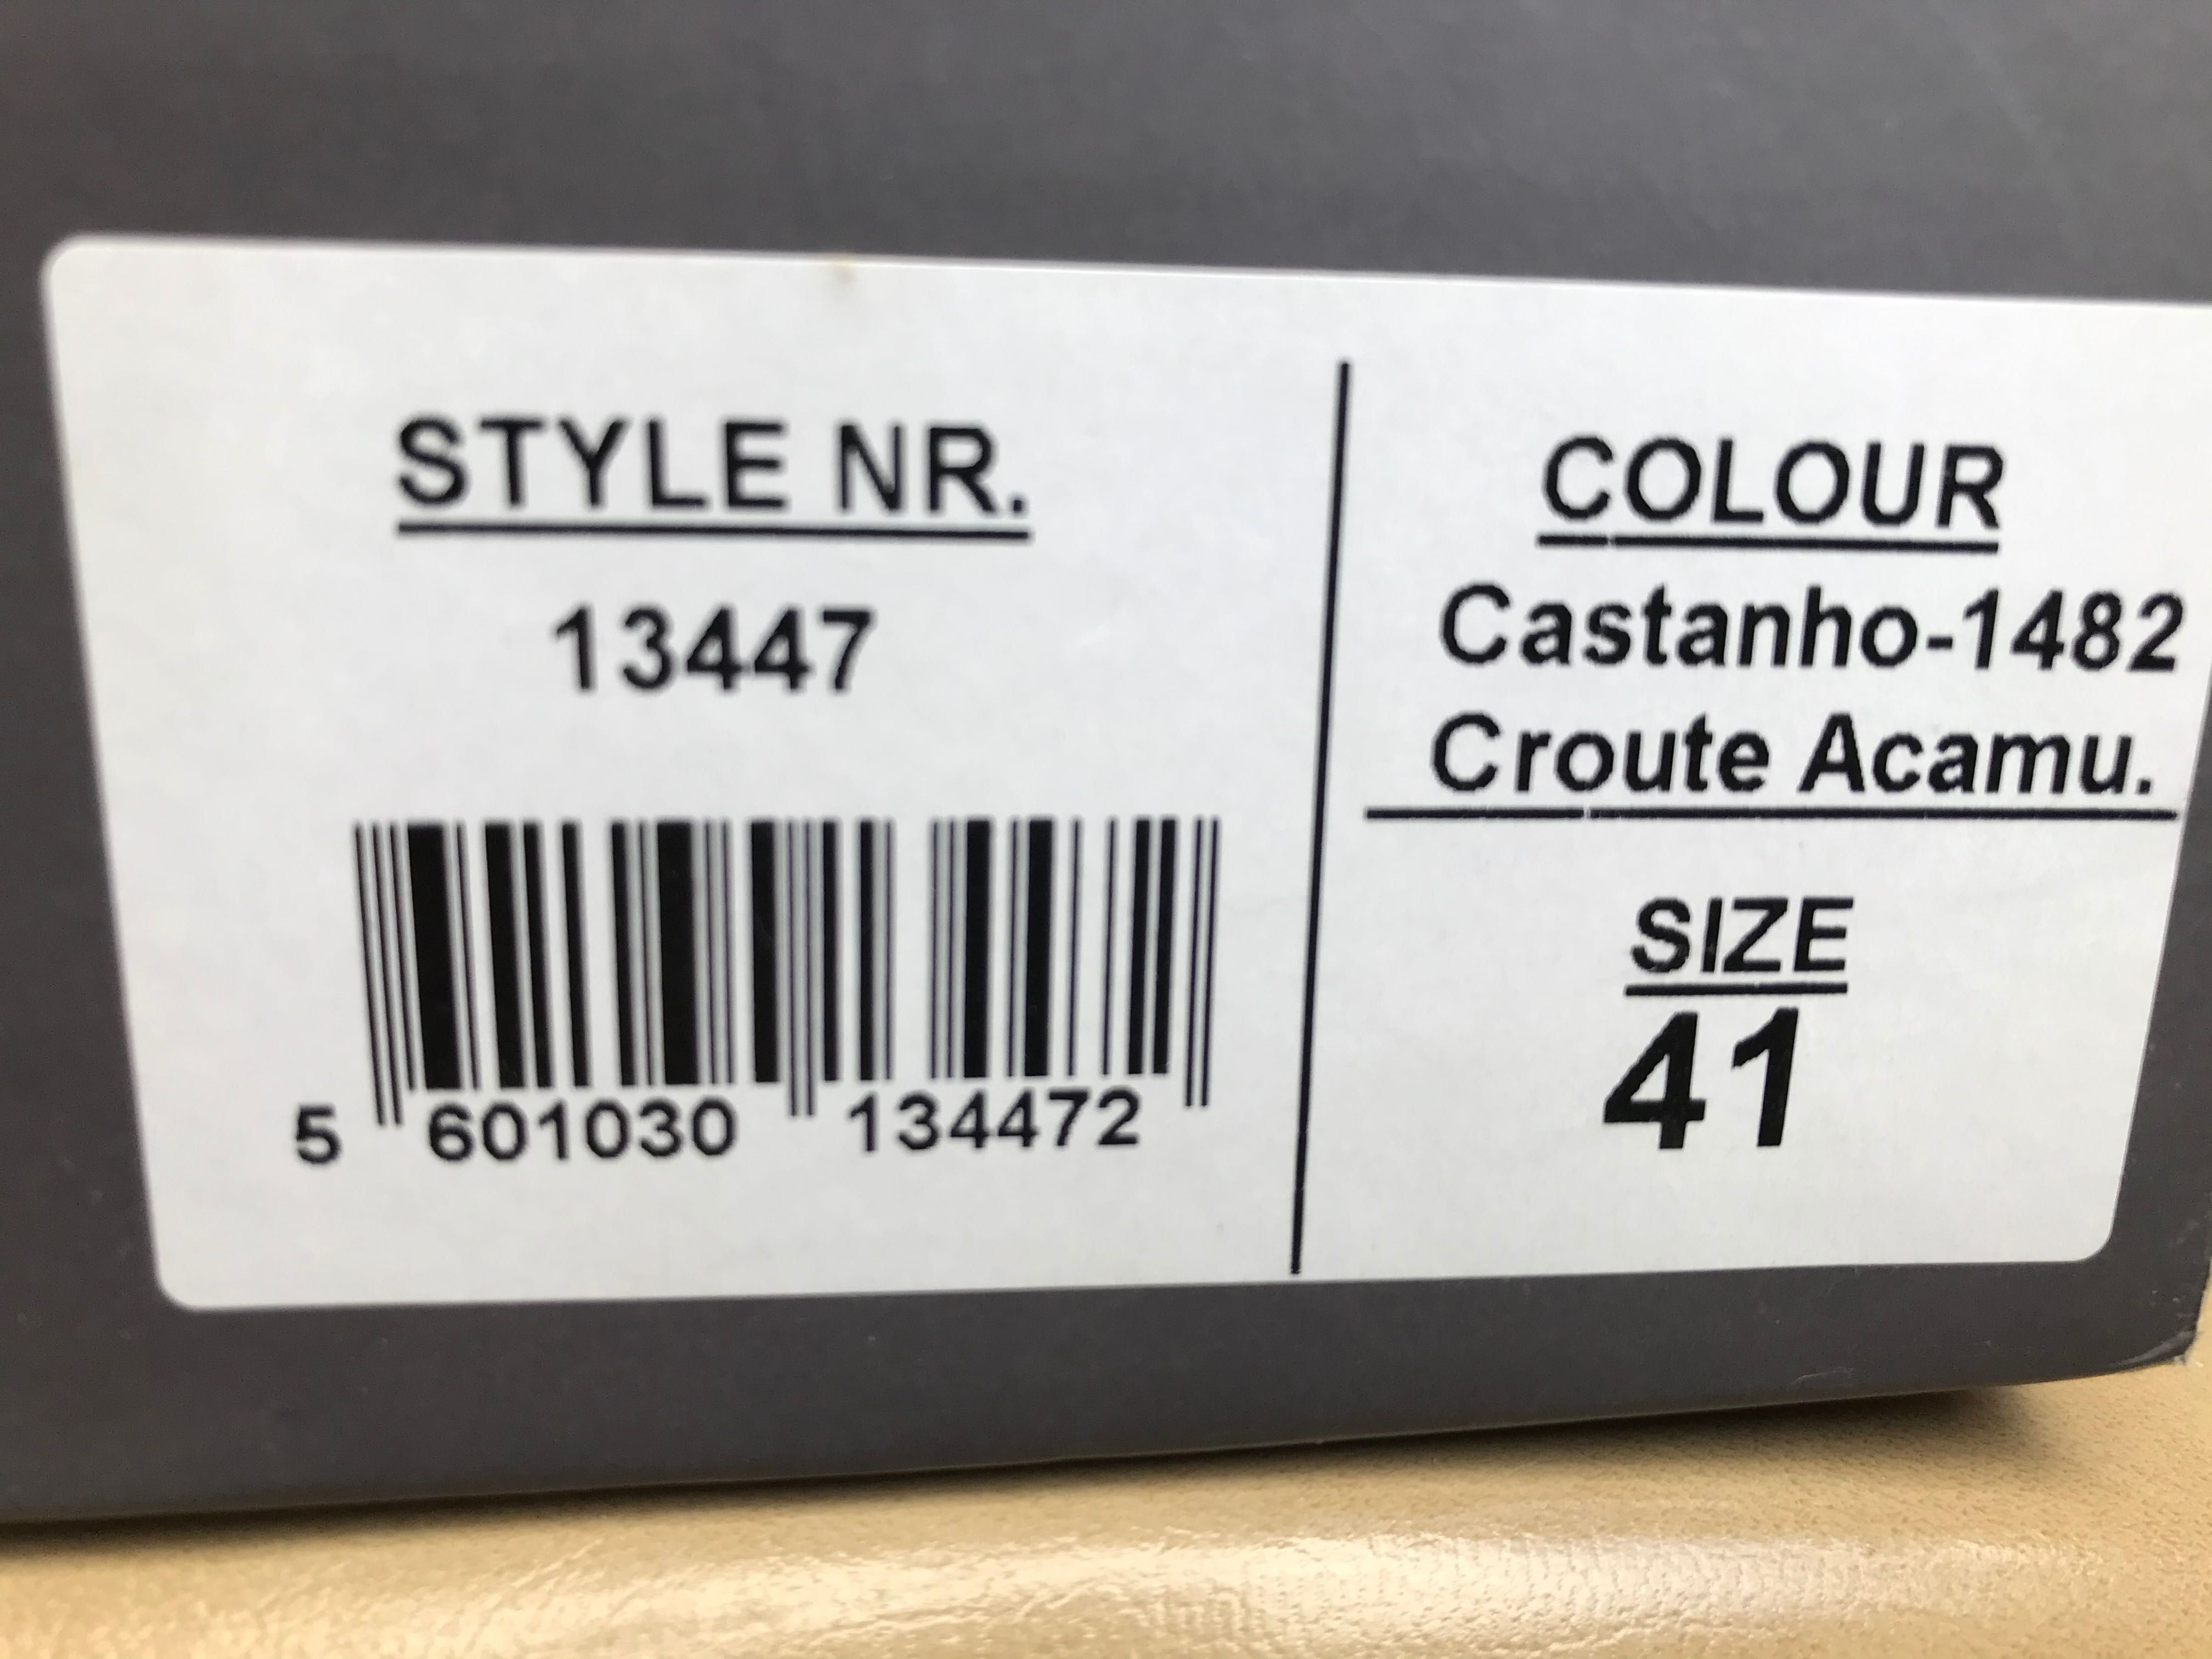 STYLE NR.
13447
5 601030 134472
COLOUR
Castanho-1482
Croute Acamu.
SIZE
41